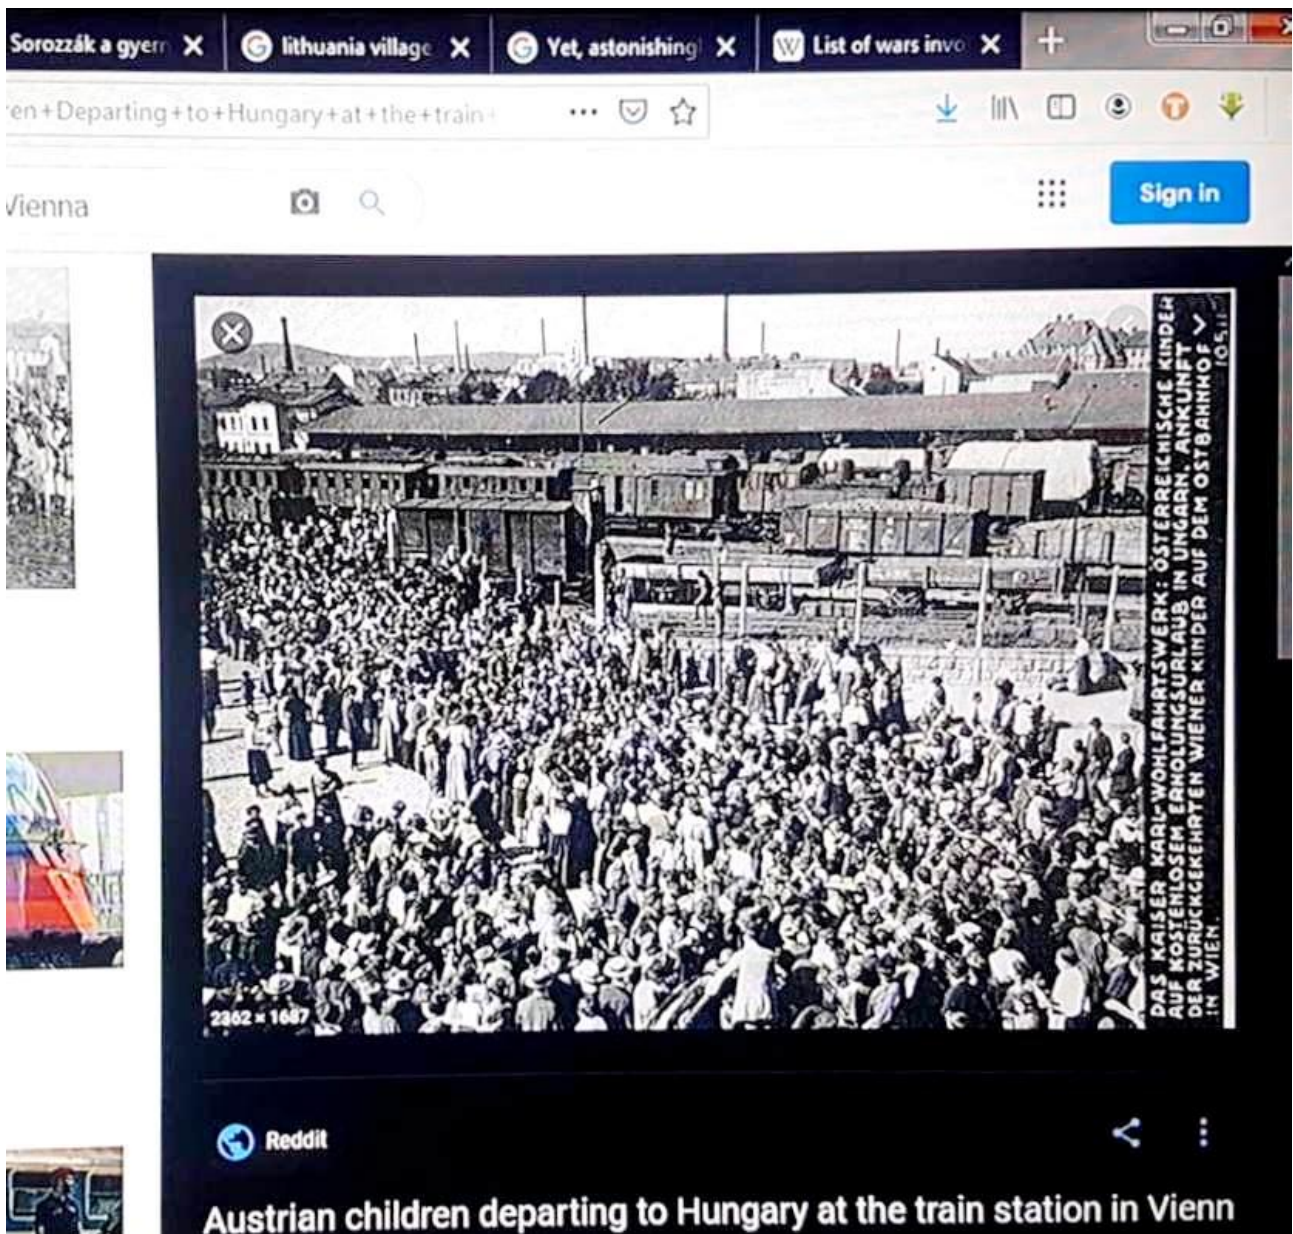 Sorozzák a gyern
lithuania village
Yet, astonishing
W List of wars invo
en+Departing+to+Hungary+at+the+train+
Vienna
Sign in
DAS KAISER KARL-WOHLFAHRTSWERK: ÖSTERREICHISCHE KINDER
AUF KOSTENLOSEM ERHOLUNGSURLAUB IN UNGARN. ANKUNFT
DER ZURÜCKGEKEHRTEN WIENER KINDER AUF DEM OSTBAHNHOF
IN WIEN.
2362 × 1687
Reddit
Austrian children departing to Hungary at the train station in Vienn